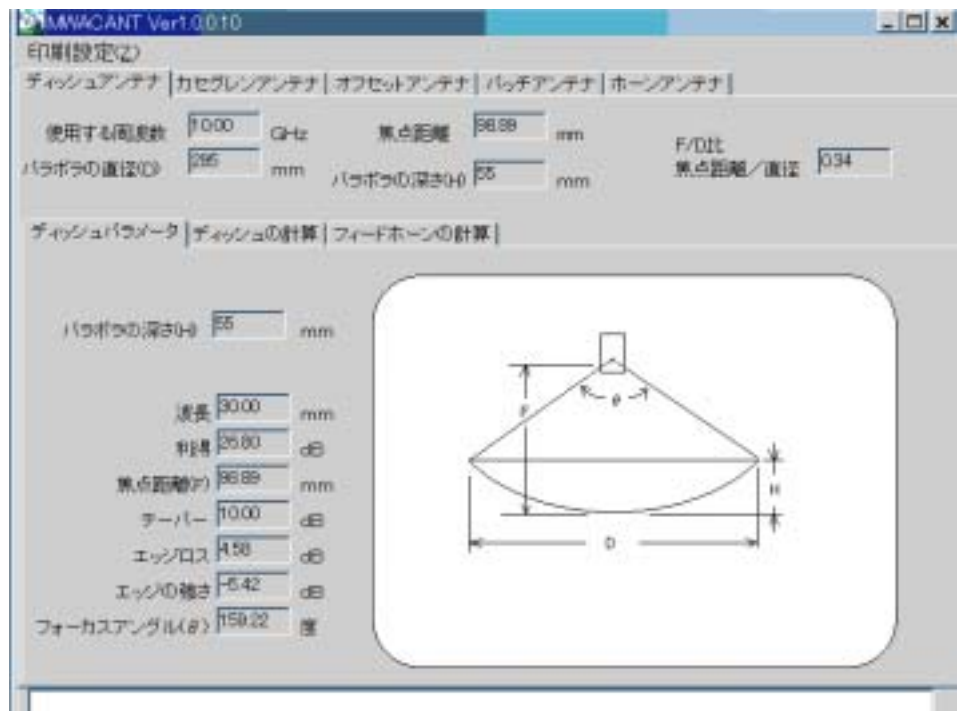 MWACANT Ver1.0.0.10
印刷設定(Z)
ディッシュアンテナ カセグレンアンテナ オフセットアンテナ パッチアンテナ ホーンアンテナ
使用する周波数 10.00 GHz 焦点距離 98.89 mm
パラボラの直径(D) 295 mm パラボラの深さ(H) 55 mm
F/D比
焦点距離/直径 0.34
ディッシュパラメータ ディッシュの計算 フィードホーンの計算
パラボラの深さ(H) 55 mm
波長 30.00 mm
利得 26.80 dB
焦点距離(F) 98.89 mm
テーパー 10.00 dB
エッジロス 4.58 dB
エッジの強さ -5.42 dB
フォーカスアングル(θ) 159.22 度
F
θ
H
D